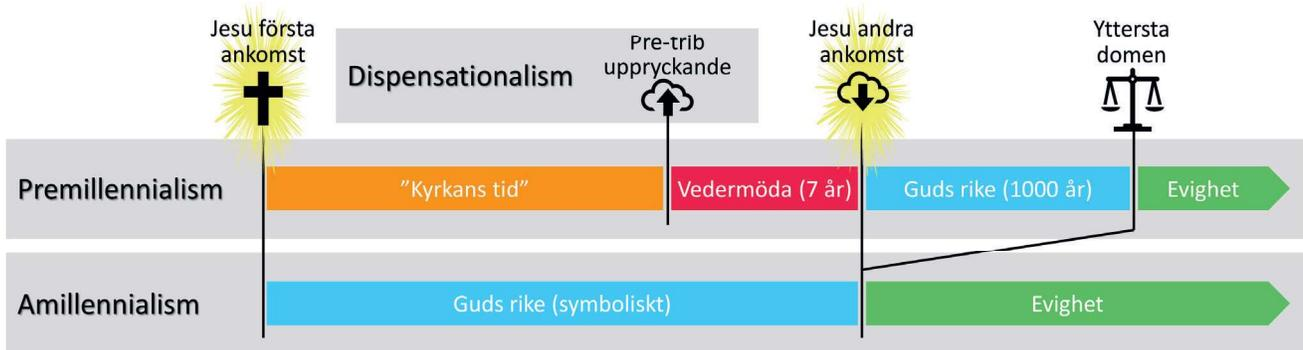 Jesu första
ankomst
Dispensationalism
Pre-trib
uppryckande
Jesu andra
ankomst
Yttersta
domen
Premillennialism
”Kyrkans tid”
Vedermöda (7 år)
Guds rike (1000 år)
Evighet
Amillennialism
Guds rike (symboliskt)
Evighet